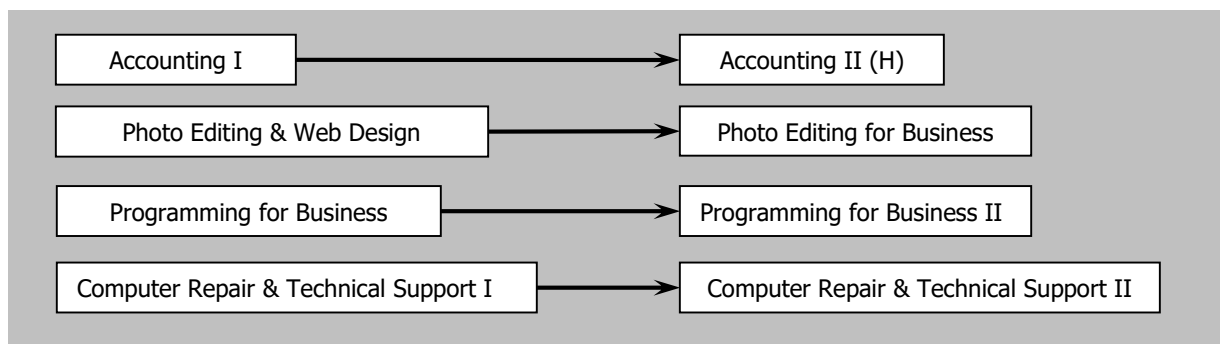 Accounting I
Accounting II (H)
Photo Editing & Web Design
Photo Editing for Business
Programming for Business
Programming for Business II
Computer Repair & Technical Support I
Computer Repair & Technical Support II